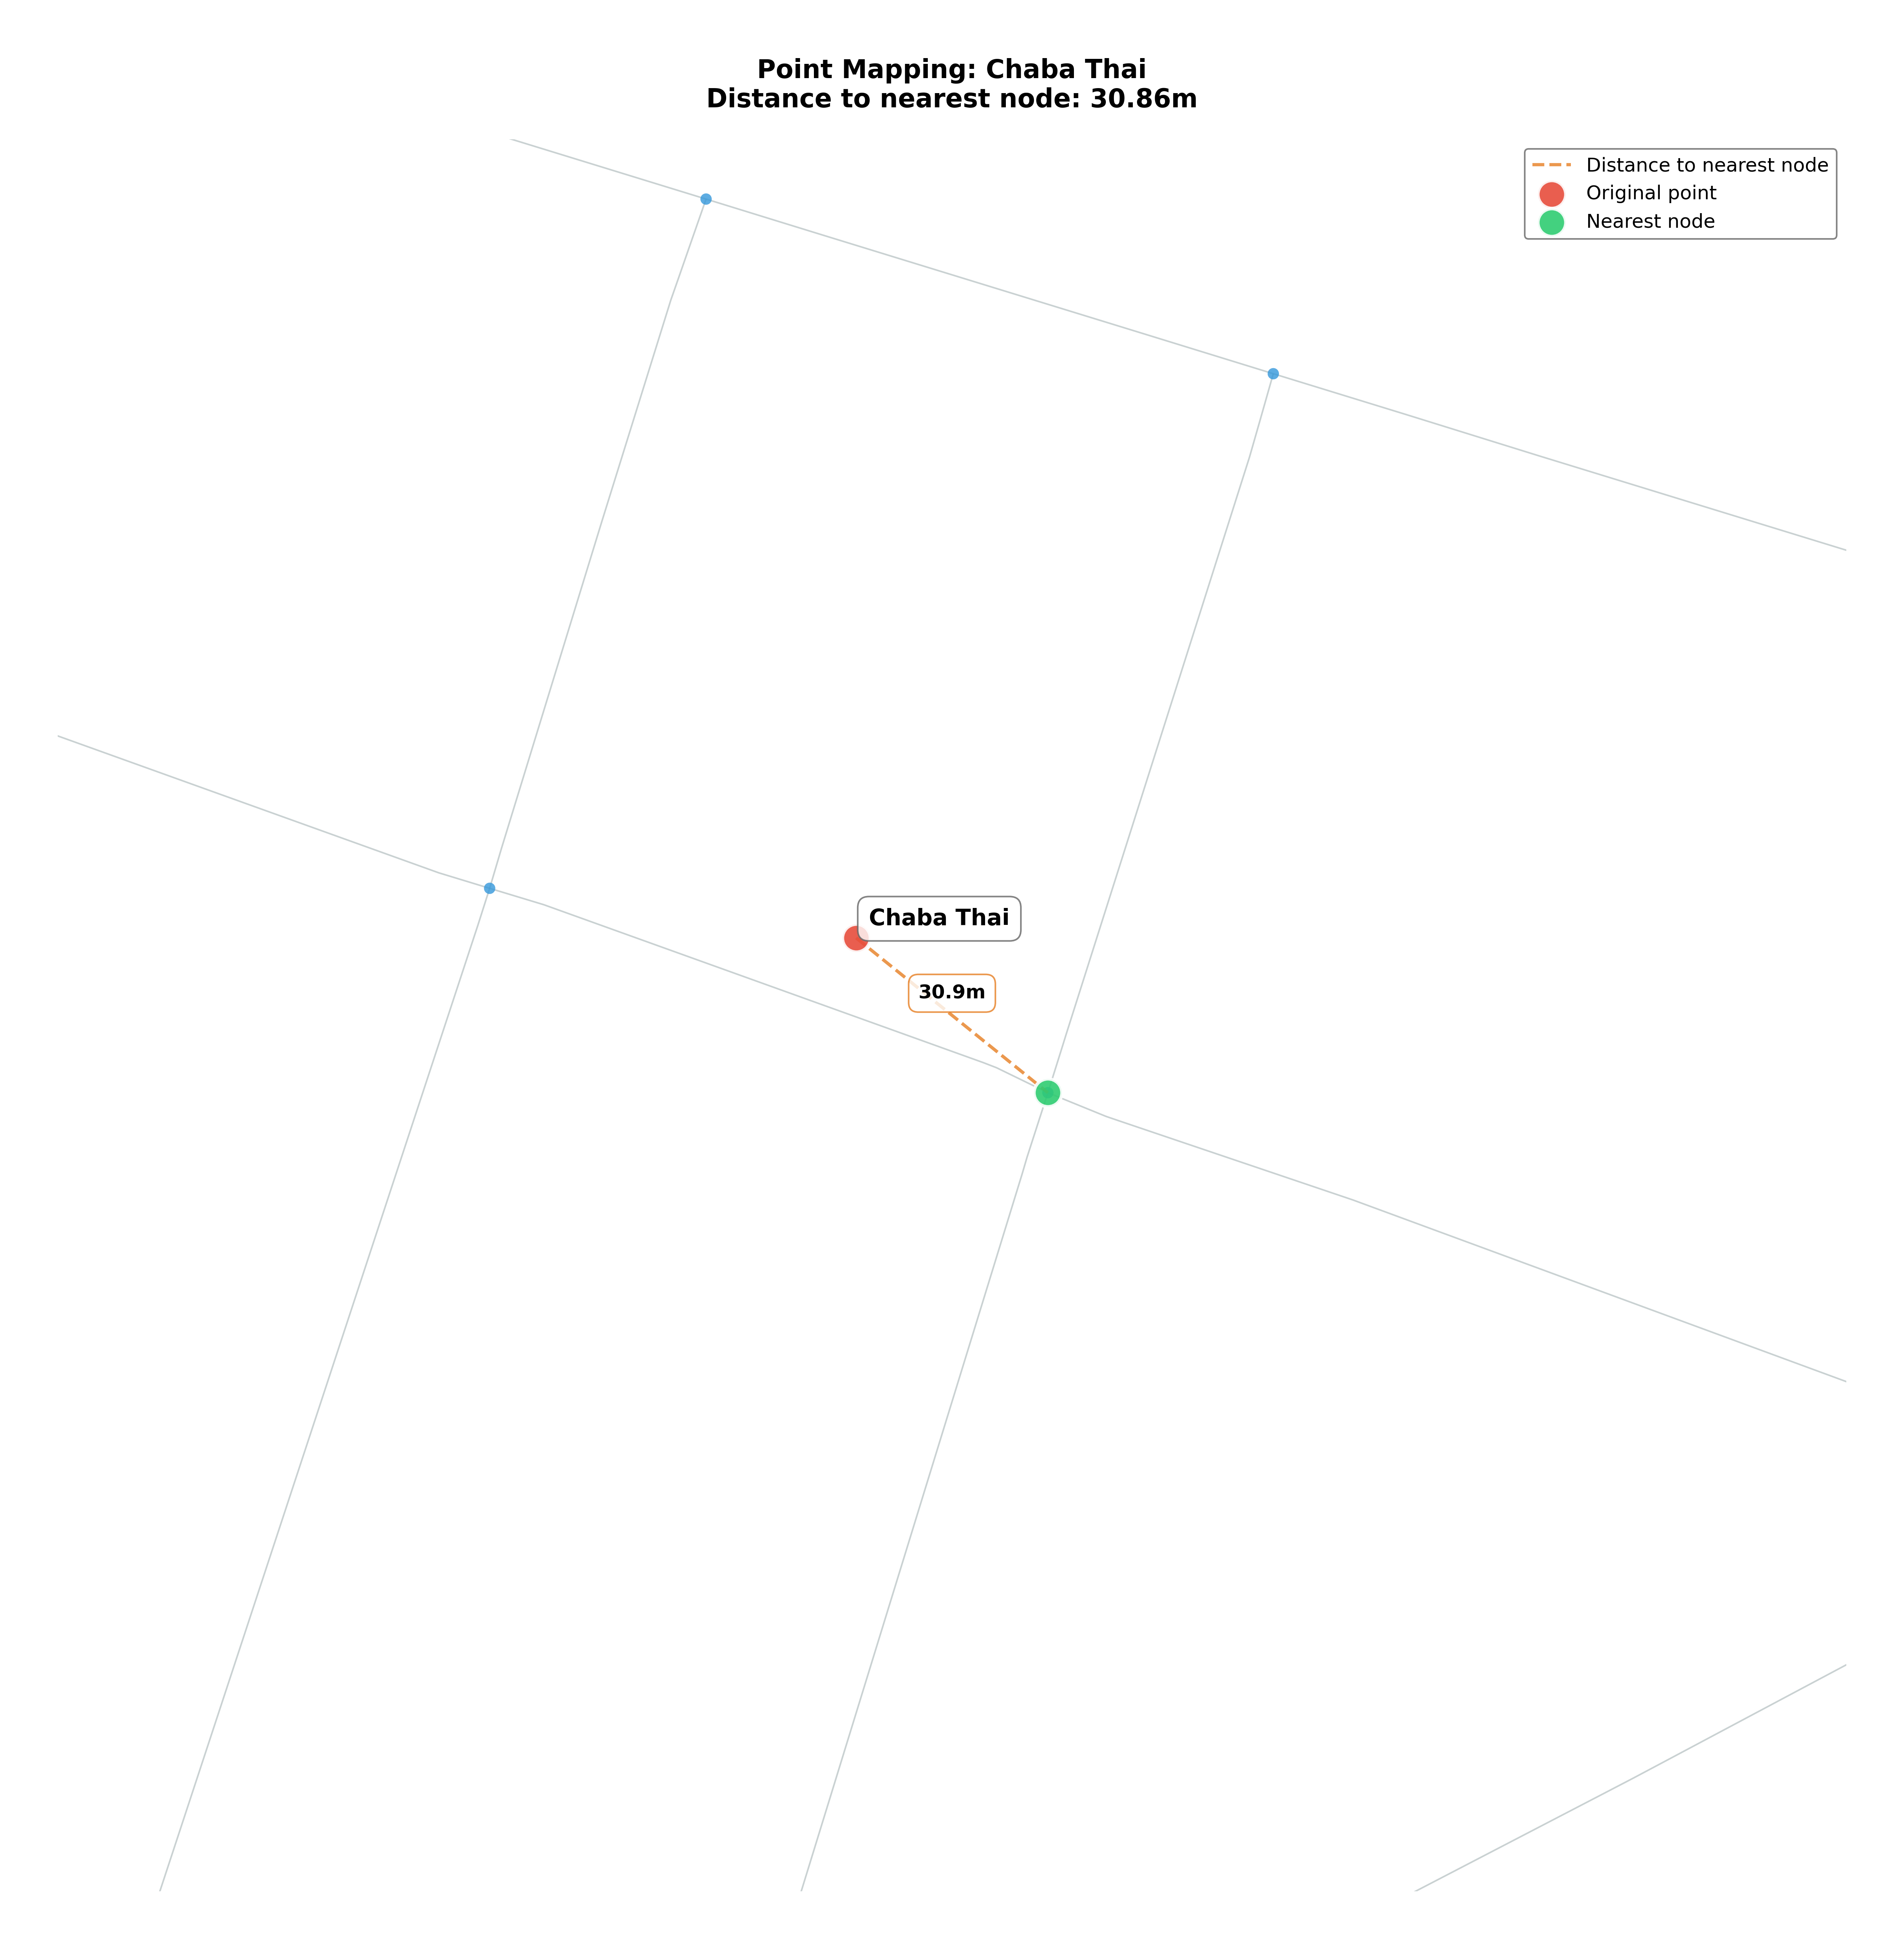 Point Mapping: Chaba Thai
Distance to nearest node: 30.86m
Distance to nearest node
Original point
Nearest node
Chaba Thai
30.9m